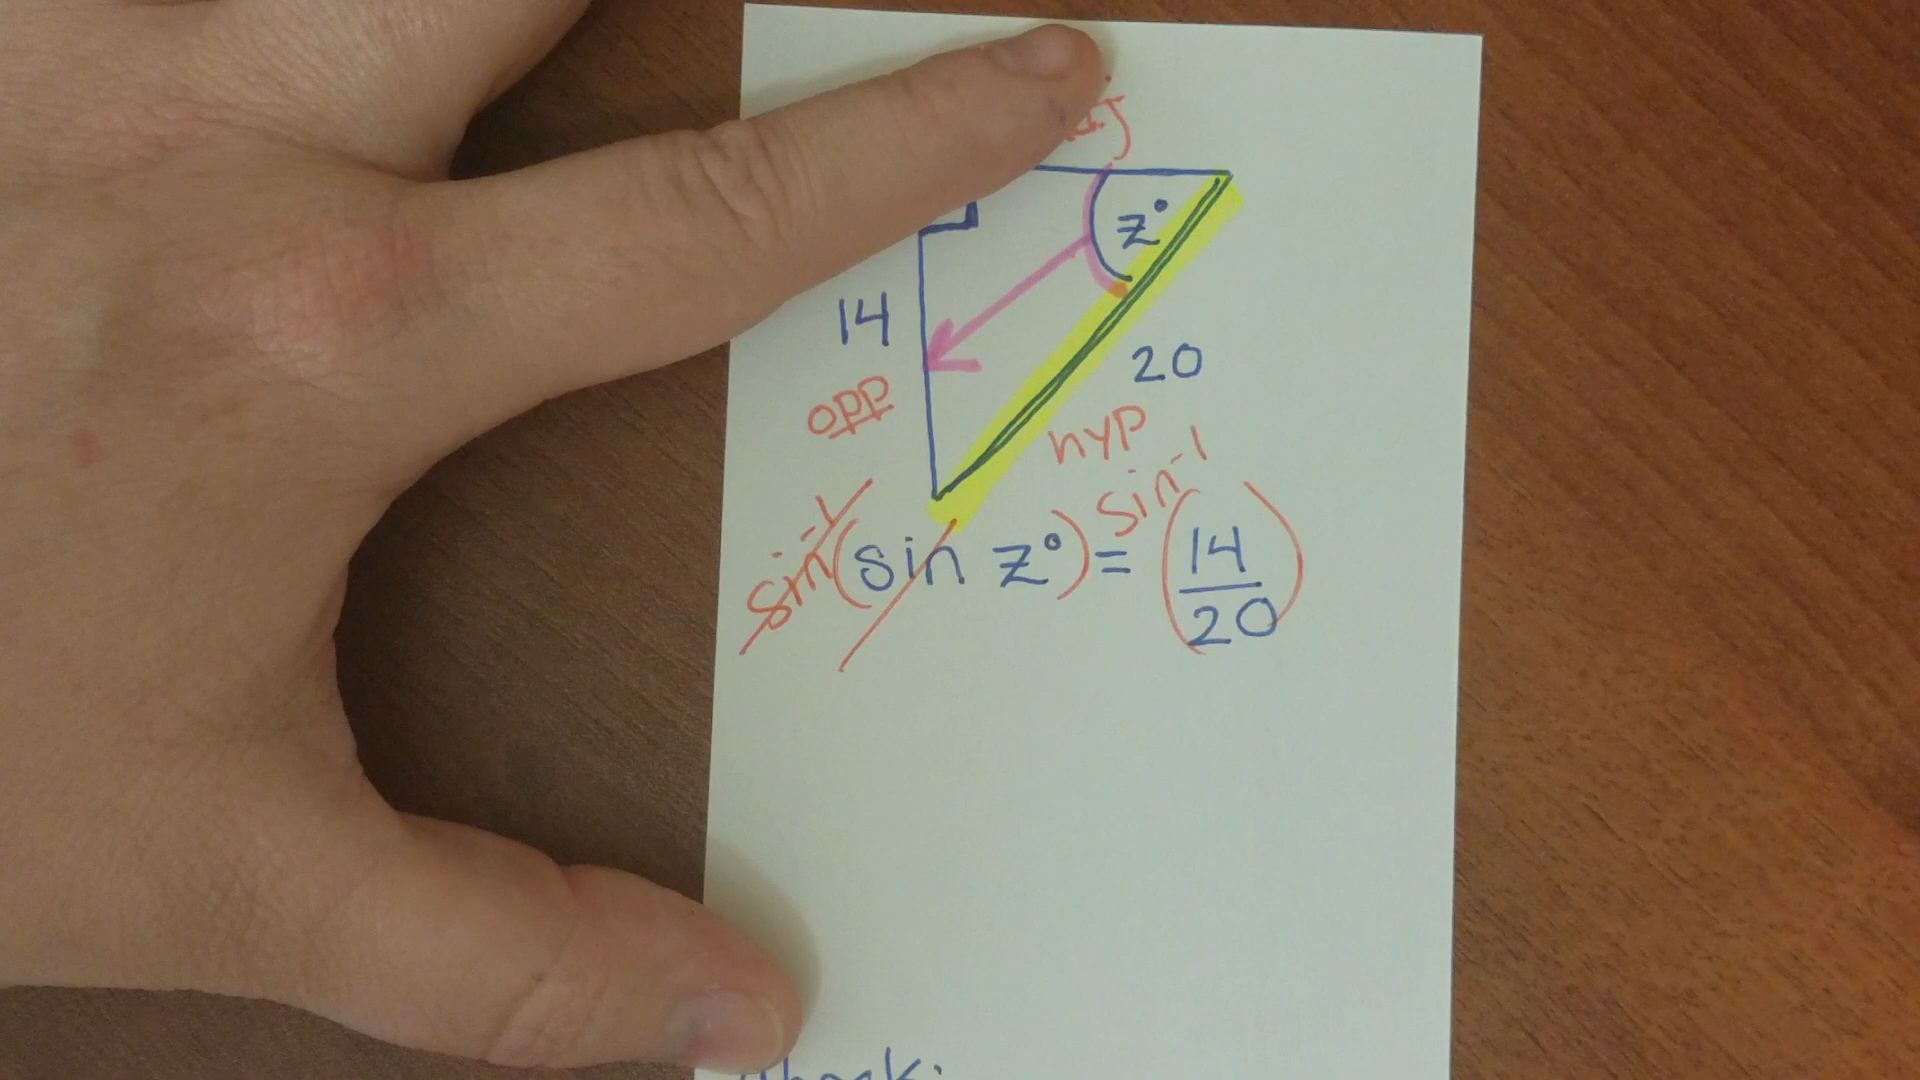 z°
14
20
opp
hyp
sin⁻¹(sin z°) = sin⁻¹(14/20)